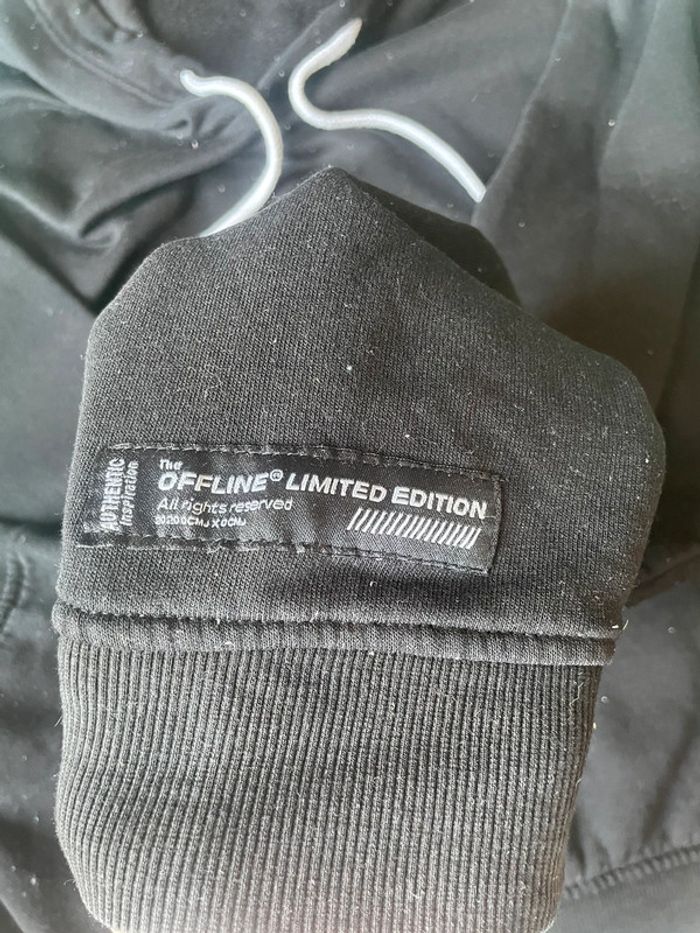 AUTHENTIC
Inspiration
The
OFFLINE® LIMITED EDITION
All rights reserved